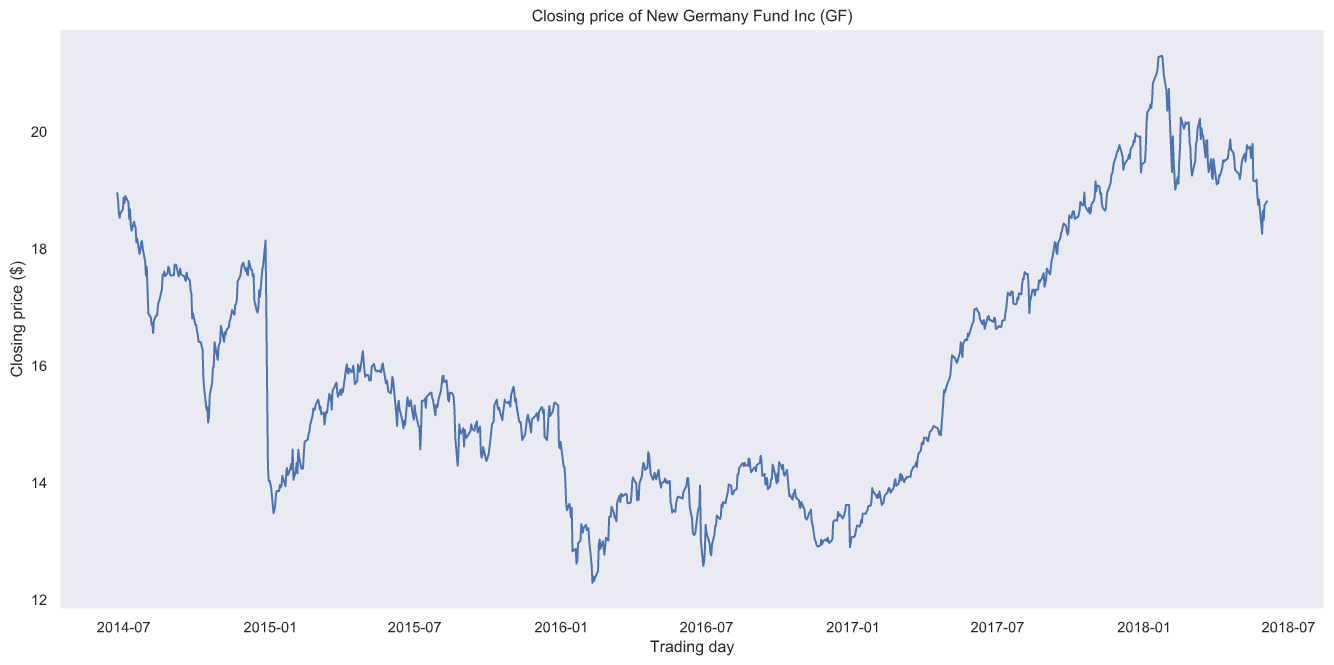 Closing price of New Germany Fund Inc (GF)
Closing price ($)
20
18
16
14
12
2014-07 2015-01 2015-07 2016-01 2016-07 2017-01 2017-07 2018-01 2018-07
Trading day